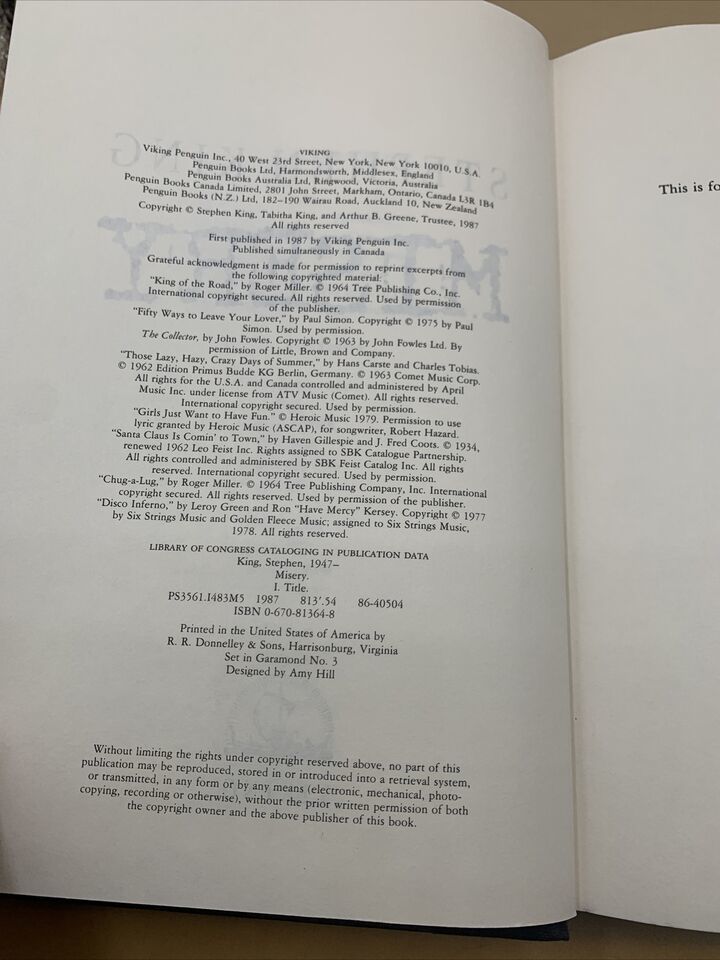 VIKING
Viking Penguin Inc., 40 West 23rd Street, New York, New York 10010, U.S.A.
Penguin Books Ltd, Harmondsworth, Middlesex, England
Penguin Books Australia Ltd, Ringwood, Victoria, Australia
Penguin Books Canada Limited, 2801 John Street, Markham, Ontario, Canada L3R 1B4
Penguin Books (N.Z.) Ltd, 182–190 Wairau Road, Auckland 10, New Zealand
Copyright © Stephen King, Tabitha King, and Arthur B. Greene, Trustee, 1987
All rights reserved
First published in 1987 by Viking Penguin Inc.
Published simultaneously in Canada
Grateful acknowledgment is made for permission to reprint excerpts from
the following copyrighted material:
"King of the Road," by Roger Miller. © 1964 Tree Publishing Co., Inc.
International copyright secured. All rights reserved. Used by permission
of the publisher.
"Fifty Ways to Leave Your Lover," by Paul Simon. Copyright © 1975 by Paul
Simon. Used by permission.
The Collector, by John Fowles. Copyright © 1963 by John Fowles Ltd. By
permission of Little, Brown and Company.
"Those Lazy, Hazy, Crazy Days of Summer," by Hans Carste and Charles Tobias.
© 1962 Edition Primus Budde KG Berlin, Germany. © 1963 Comet Music Corp.
All rights for the U.S.A. and Canada controlled and administered by April
Music Inc. under license from ATV Music (Comet). All rights reserved.
International copyright secured. Used by permission.
"Girls Just Want to Have Fun." © Heroic Music 1979. Permission to use
lyric granted by Heroic Music (ASCAP), for songwriter, Robert Hazard.
"Santa Claus Is Comin' to Town," by Haven Gillespie and J. Fred Coots. © 1934,
renewed 1962 Leo Feist Inc. Rights assigned to SBK Catalogue Partnership.
All rights controlled and administered by SBK Feist Catalog Inc. All rights
reserved. International copyright secured. Used by permission.
"Chug-a-Lug," by Roger Miller. © 1964 Tree Publishing Company, Inc. International
copyright secured. All rights reserved. Used by permission of the publisher.
"Disco Inferno," by Leroy Green and Ron "Have Mercy" Kersey. Copyright © 1977
by Six Strings Music and Golden Fleece Music; assigned to Six Strings Music,
1978. All rights reserved.
LIBRARY OF CONGRESS CATALOGING IN PUBLICATION DATA
King, Stephen, 1947–
Misery.
I. Title.
PS3561.I483M5 1987 813'.54 86-40504
ISBN 0-670-81364-8
Printed in the United States of America by
R. R. Donnelley & Sons, Harrisonburg, Virginia
Set in Garamond No. 3
Designed by Amy Hill
Without limiting the rights under copyright reserved above, no part of this
publication may be reproduced, stored in or introduced into a retrieval system,
or transmitted, in any form or by any means (electronic, mechanical, photo-
copying, recording or otherwise), without the prior written permission of both
the copyright owner and the above publisher of this book.
This is fo